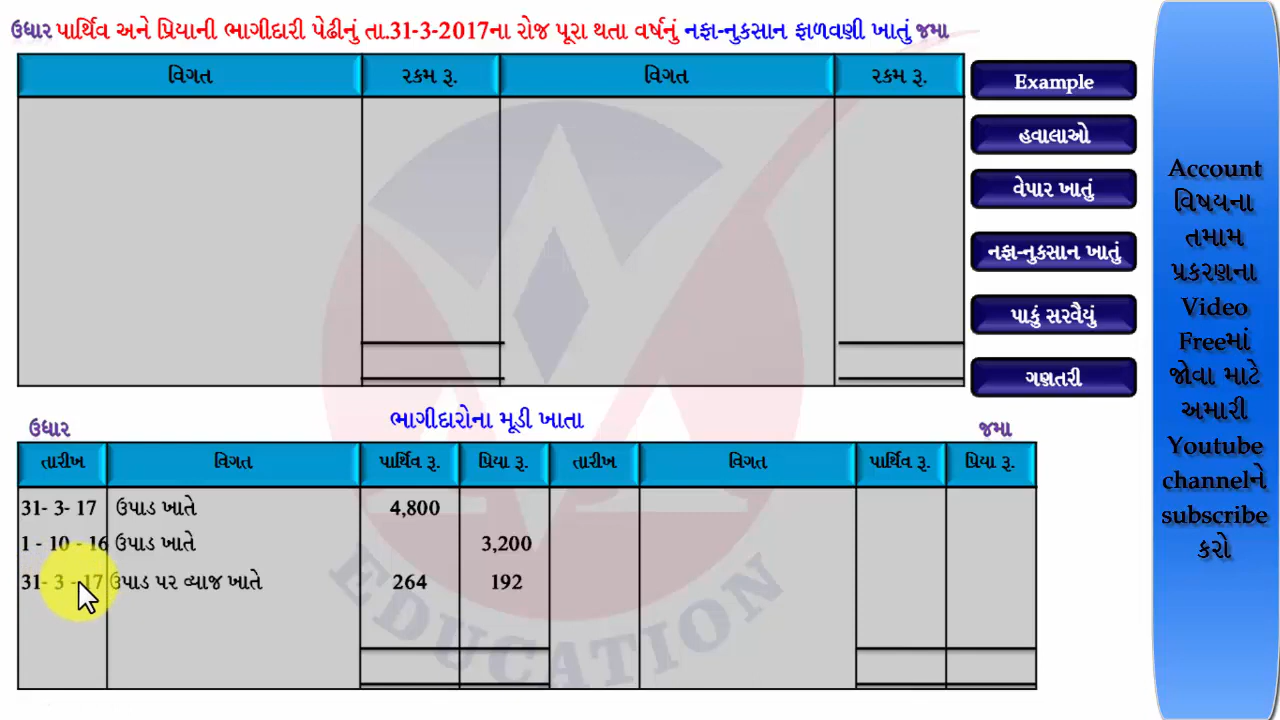 ઉધાર પાર્થિવ અને પ્રિયાની ભાગીદારી પેઢીનું તા.31-3-2017ના રોજ પૂરા થતા વર્ષનું નફા-નુકસાન ફાળવણી ખાતું જમા
વિગત રકમ રૂ. વિગત રકમ રૂ.
Example
હવાલાઓ
વેપાર ખાતું
નફા-નુકસાન ખાતું
પાકું સરવૈયું
ગણતરી
ભાગીદારોના મૂડી ખાતા
ઉધાર જમા
તારીખ વિગત પાર્થિવ રૂ. પ્રિયા રૂ. તારીખ વિગત પાર્થિવ રૂ. પ્રિયા રૂ.
31- 3- 17 ઉપાડ ખાતે 4,800
1 - 10 - 16 ઉપાડ ખાતે 3,200
31- 3 - 17 ઉપાડ પર વ્યાજ ખાતે 264 192
EDUCATION
Account
વિષયના
તમામ
પ્રકરણના
Video
Freeમાં
જોવા માટે
અમારી
Youtube
channelને
subscribe
કરો